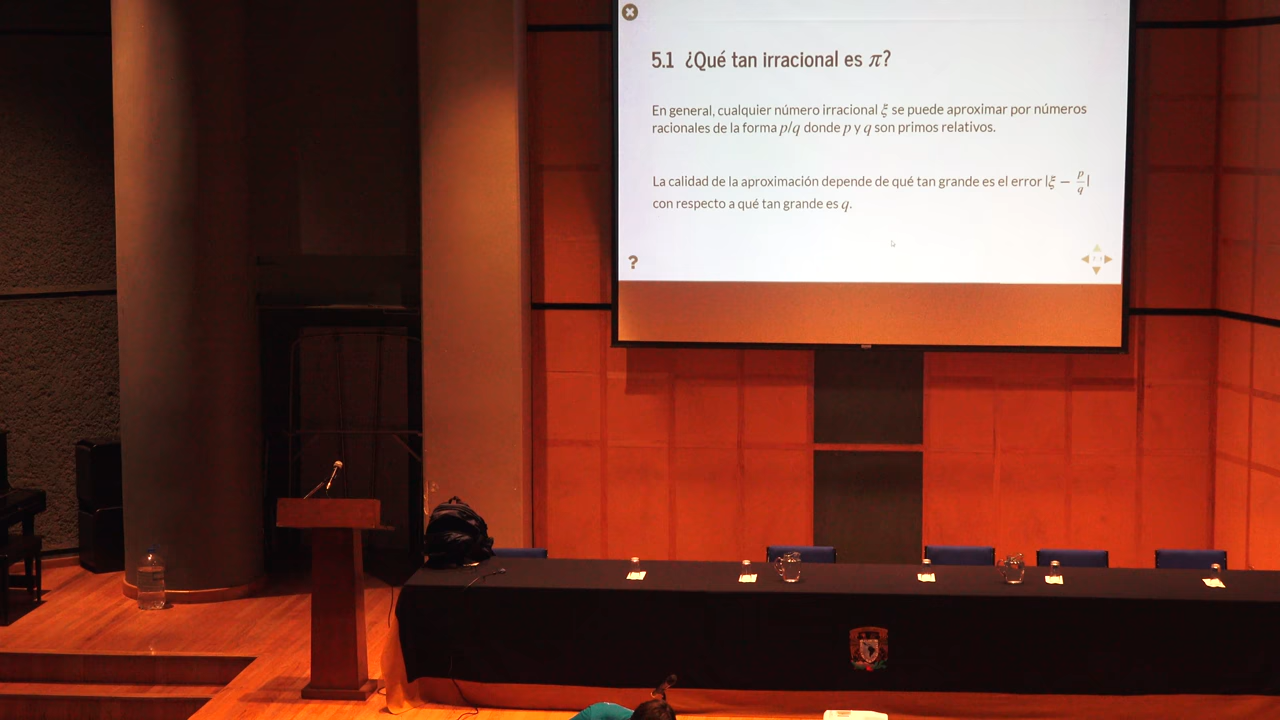 5.1 ¿Qué tan irracional es π?
En general, cualquier número irracional ξ se puede aproximar por números
racionales de la forma p/q donde p y q son primos relativos.
La calidad de la aproximación depende de qué tan grande es el error |ξ − p/q|
con respecto a qué tan grande es q.
?